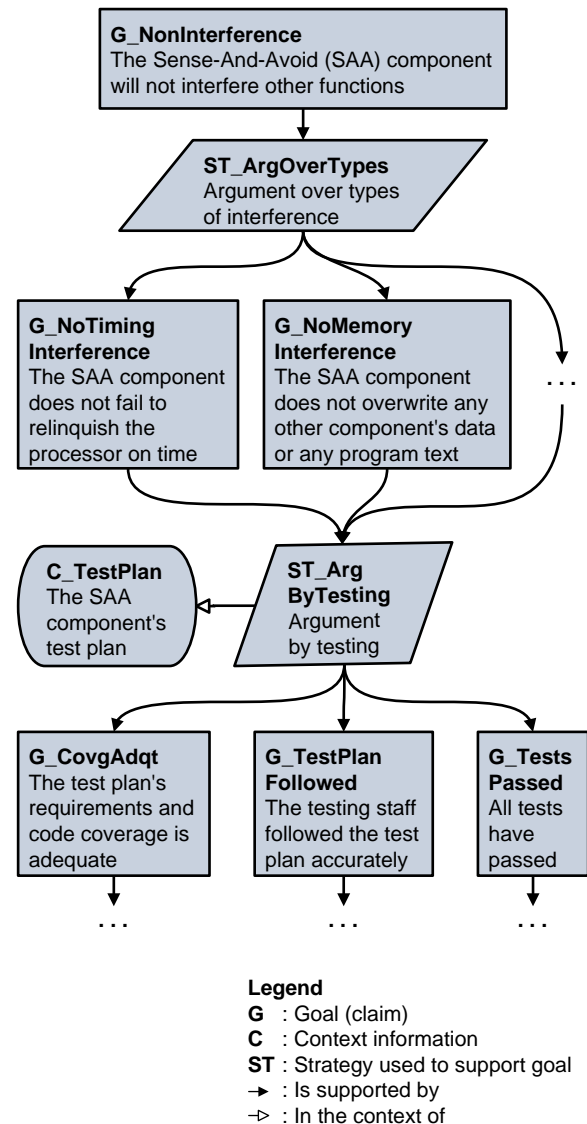 G_NonInterference
The Sense-And-Avoid (SAA) component
will not interfere other functions
ST_ArgOverTypes
Argument over types
of interference
G_NoTiming
Interference
The SAA component
does not fail to
relinquish the
processor on time
G_NoMemory
Interference
The SAA component
does not overwrite any
other component's data
or any program text
...
C_TestPlan
The SAA
component's
test plan
ST_Arg
ByTesting
Argument
by testing
G_CovgAdqt
The test plan's
requirements and
code coverage is
adequate
G_TestPlan
Followed
The testing staff
followed the test
plan accurately
G_Tests
Passed
All tests
have
passed
...
...
...
Legend
G : Goal (claim)
C : Context information
ST : Strategy used to support goal
: Is supported by
: In the context of